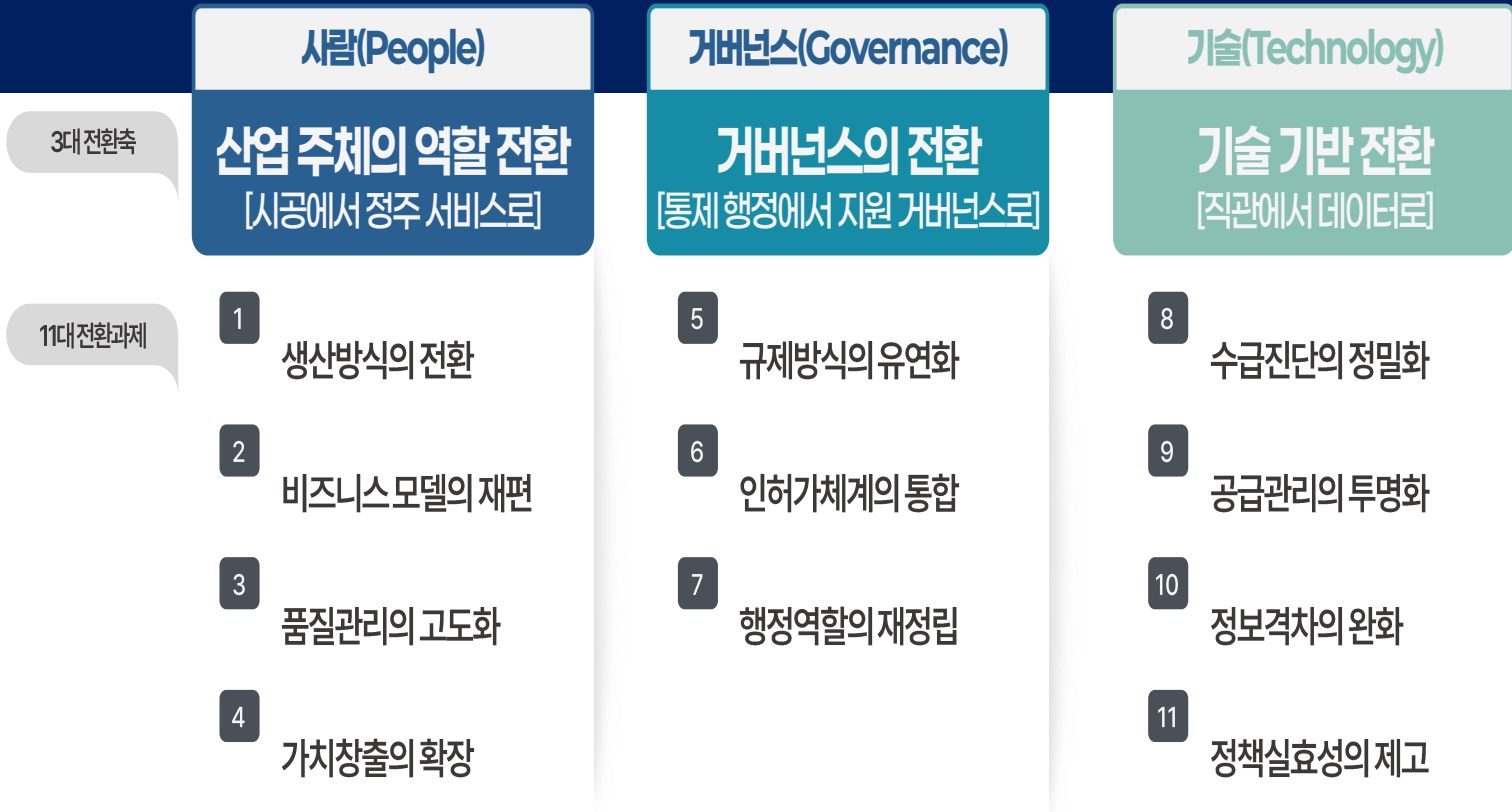 사람(People)
거버넌스(Governance)
기술(Technology)
3대 전환축
산업 주체의 역할 전환
[시공에서 정주 서비스로]
거버넌스의 전환
[통제 행정에서 지원 거버넌스로]
기술 기반 전환
[직관에서 데이터로]
11대 전환과제
1
생산방식의 전환
2
비즈니스 모델의 재편
3
품질관리의 고도화
4
가치창출의 확장
5
규제방식의 유연화
6
인허가체계의 통합
7
행정역할의 재정립
8
수급진단의 정밀화
9
공급관리의 투명화
10
정보격차의 완화
11
정책실효성의 제고